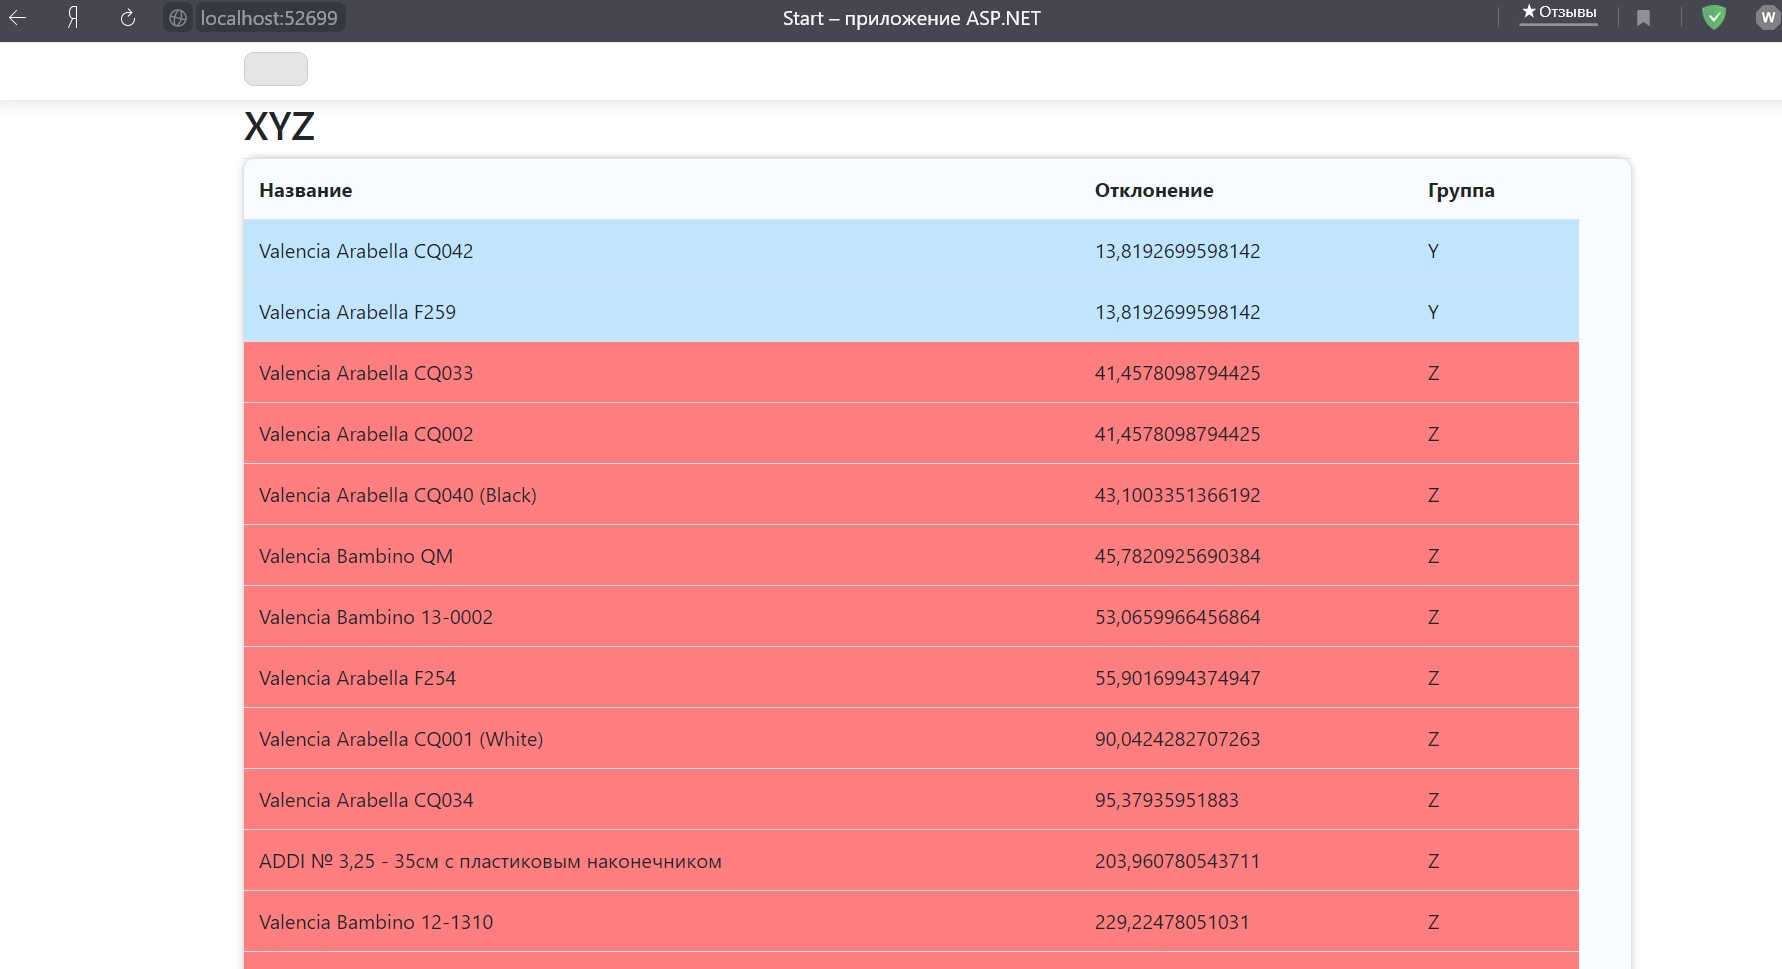 Я localhost:52699 Start – приложение ASP.NET ★ Отзывы W
XYZ
Название Отклонение Группа
Valencia Arabella CQ042 13,8192699598142 Y
Valencia Arabella F259 13,8192699598142 Y
Valencia Arabella CQ033 41,4578098794425 Z
Valencia Arabella CQ002 41,4578098794425 Z
Valencia Arabella CQ040 (Black) 43,1003351366192 Z
Valencia Bambino QM 45,7820925690384 Z
Valencia Bambino 13-0002 53,0659966456864 Z
Valencia Arabella F254 55,9016994374947 Z
Valencia Arabella CQ001 (White) 90,0424282707263 Z
Valencia Arabella CQ034 95,37935951883 Z
ADDI № 3,25 - 35см с пластиковым наконечником 203,960780543711 Z
Valencia Bambino 12-1310 229,22478051031 Z